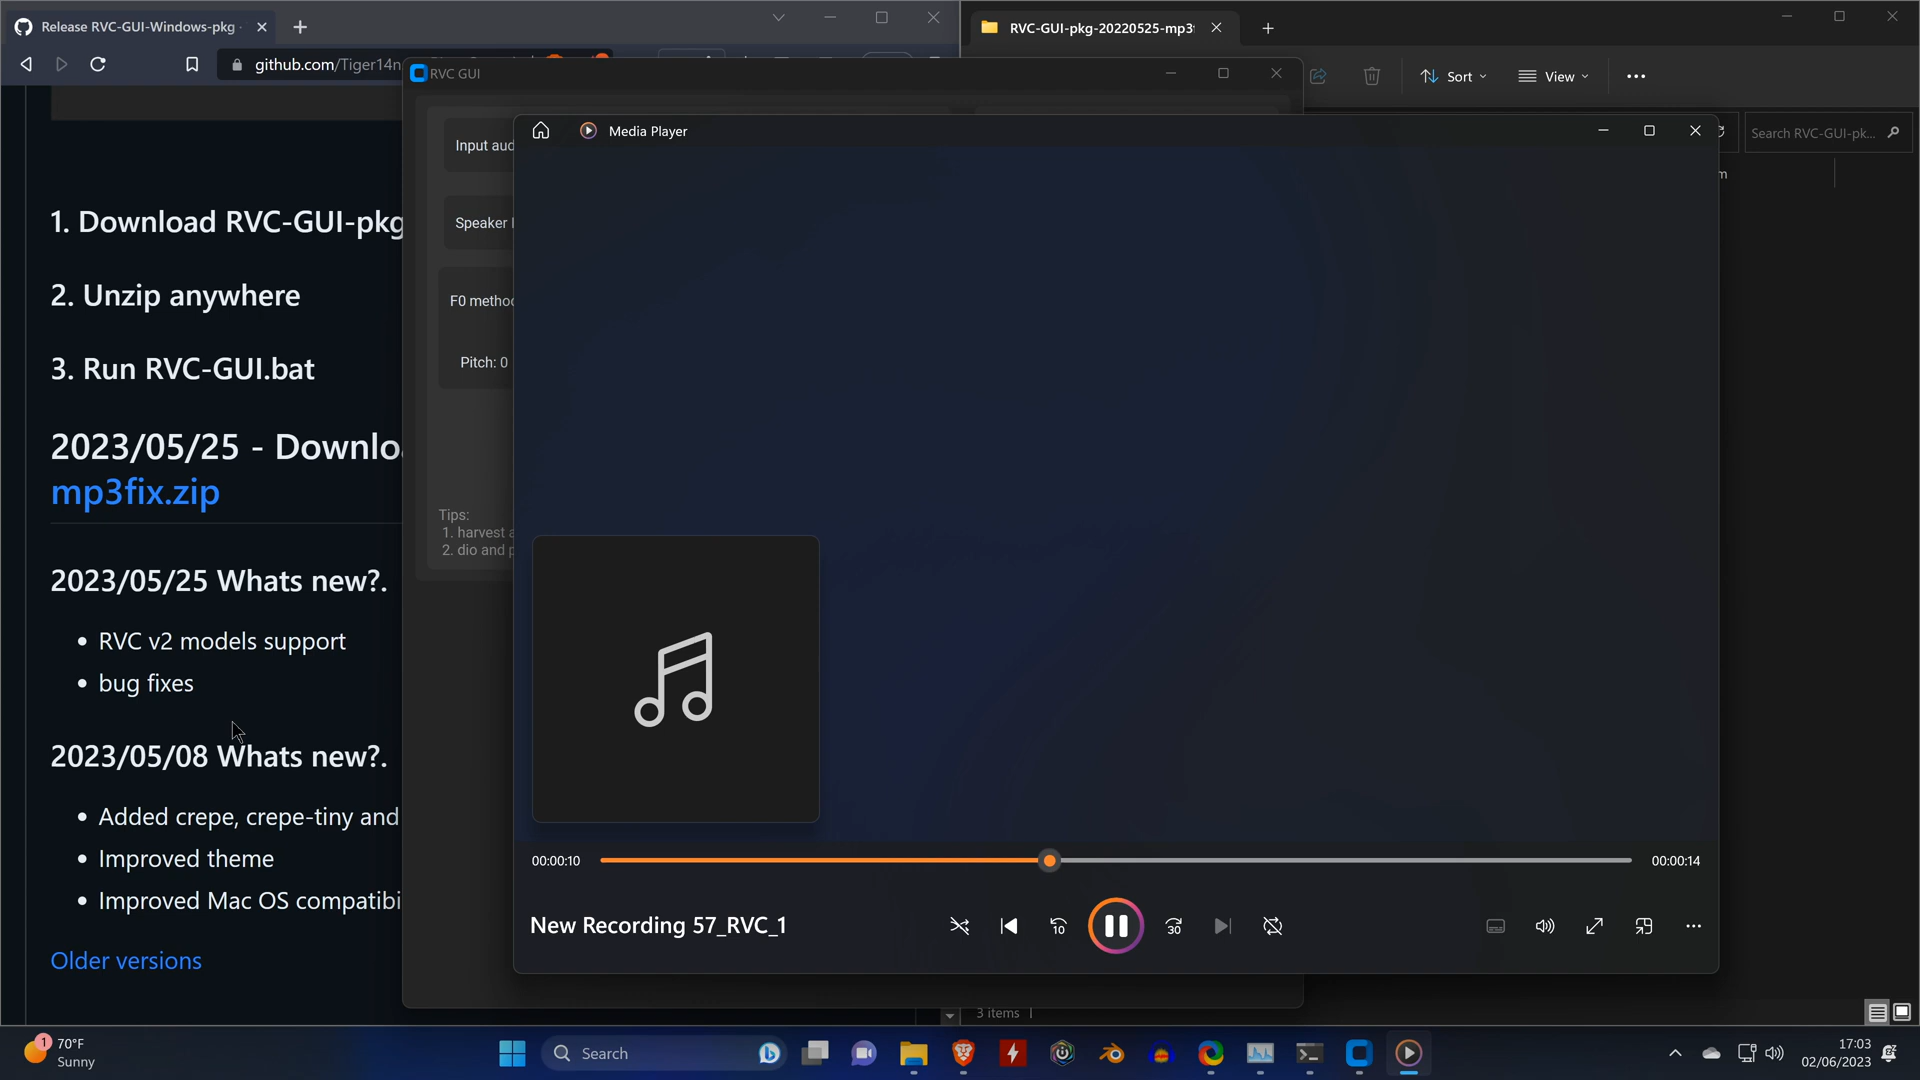 Release RVC-GUI-Windows-pkg
github.com/Tiger14n
1. Download RVC-GUI-pkg
2. Unzip anywhere
3. Run RVC-GUI.bat
2023/05/25 - Downloa
mp3fix.zip
2023/05/25 Whats new?.
RVC v2 models support
bug fixes
2023/05/08 Whats new?.
Added crepe, crepe-tiny and
Improved theme
Improved Mac OS compatibi
Older versions
RVC GUI
Input aud
Speaker
F0 method
Pitch: 0
Tips:
1. harvest a
2. dio and p
Media Player
00:00:10
00:00:14
New Recording 57_RVC_1
10
30
RVC-GUI-pkg-20220525-mp3
Sort
View
Search RVC-GUI-pk...
m
3 items
1
70°F
Sunny
Search
17:03
02/06/2023